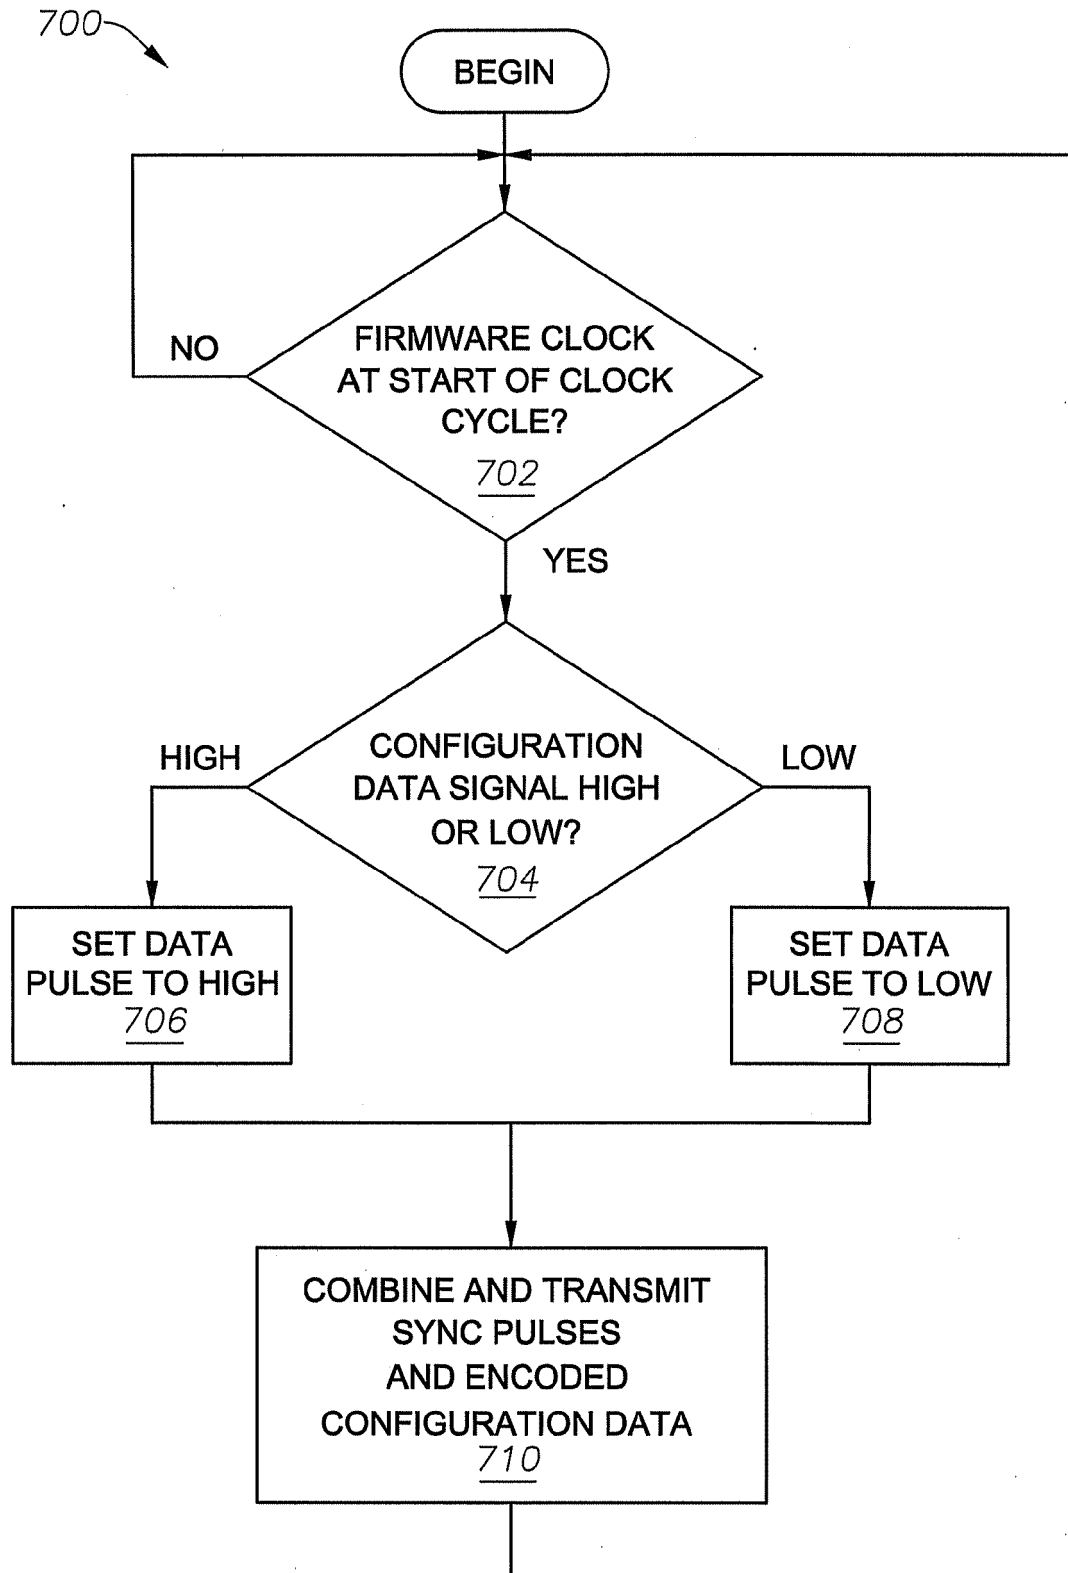 700
BEGIN
NO
FIRMWARE CLOCK
AT START OF CLOCK
CYCLE?
702
YES
HIGH
CONFIGURATION
DATA SIGNAL HIGH
OR LOW?
704
LOW
SET DATA
PULSE TO HIGH
706
SET DATA
PULSE TO LOW
708
COMBINE AND TRANSMIT
SYNC PULSES
AND ENCODED
CONFIGURATION DATA
710